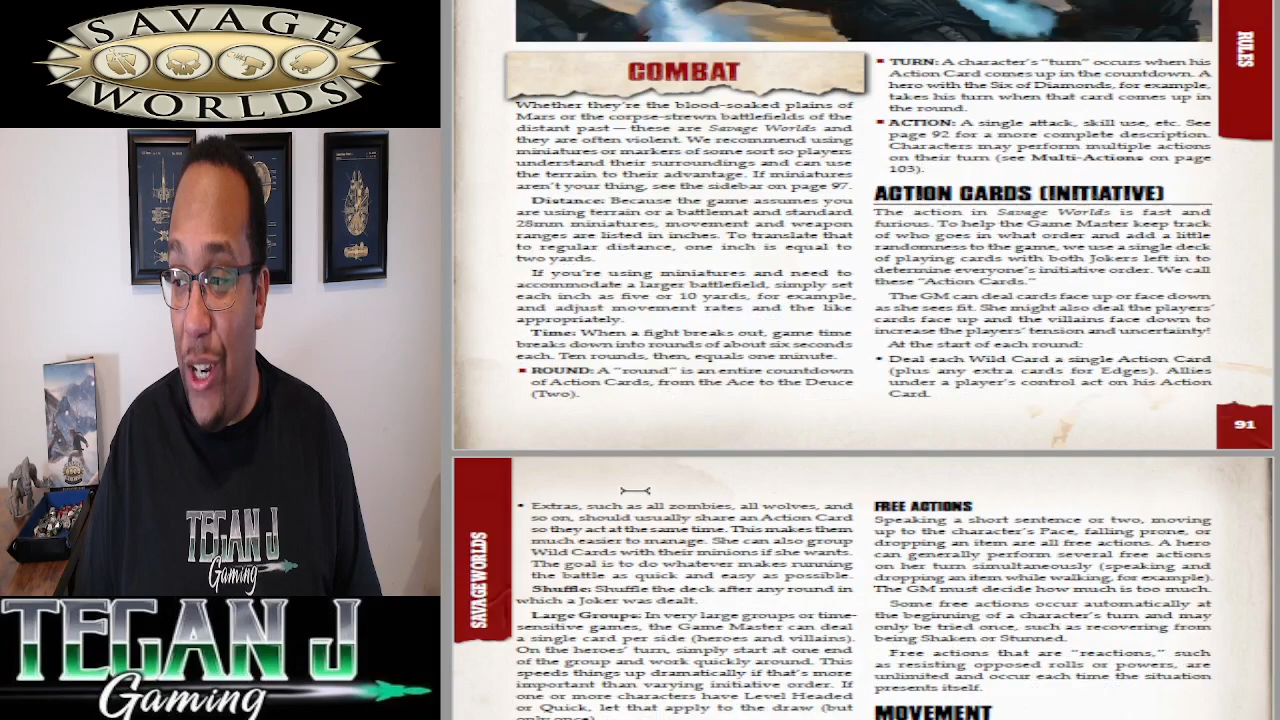 SAVAGE
WORLDS
TEGAN J
Gaming
TEGAN J
Gaming
RULES
COMBAT
Whether they're the blood-soaked plains of
Mars or the corpse-strewn battlefields of the
distant past — these are Savage Worlds and
they are often violent. We recommend using
miniatures or markers of some sort so players
understand their surroundings and can use
the terrain to their advantage. If miniatures
aren't your thing, see the sidebar on page 97.
Distance: Because the game assumes you
are using terrain or a battlemat and standard
28mm miniatures, movement and weapon
ranges are listed in inches. To translate that
to regular distance, one inch is equal to
two yards.
If you're using miniatures and need to
accommodate a larger battlefield, simply set
each inch as five or 10 yards, for example,
and adjust movement rates and the like
appropriately.
Time: When a fight breaks out, game time
breaks down into rounds of about six seconds
each. Ten rounds, then, equals one minute.
▪ ROUND: A "round" is an entire countdown
of Action Cards, from the Ace to the Deuce
(Two).
▪ TURN: A character's "turn" occurs when his
Action Card comes up in the countdown. A
hero with the Six of Diamonds, for example,
takes his turn when that card comes up in
the round.
▪ ACTION: A single attack, skill use, etc. See
page 92 for a more complete description.
Characters may perform multiple actions
on their turn (see Multi-Actions on page
103).
ACTION CARDS (INITIATIVE)
The action in Savage Worlds is fast and
furious. To help the Game Master keep track
of who goes in what order and add a little
randomness to the game, we use a single deck
of playing cards with both Jokers left in to
determine everyone's initiative order. We call
these "Action Cards."
The GM can deal cards face up or face down
as she sees fit. She might also deal the players'
cards face up and the villains face down to
increase the players' tension and uncertainty!
At the start of each round:
• Deal each Wild Card a single Action Card
(plus any extra cards for Edges). Allies
under a player's control act on his Action
Card.
91
SAVAGE WORLDS
• Extras, such as all zombies, all wolves, and
so on, should usually share an Action Card
so they act at the same time. This makes them
much easier to manage. She can also group
Wild Cards with their minions if she wants.
The goal is to do whatever makes running
the battle as quick and easy as possible.
Shuffle: Shuffle the deck after any round in
which a Joker was dealt.
Large Groups: In very large groups or time-
sensitive games, the Game Master can deal
a single card per side (heroes and villains).
On the heroes' turn, simply start at one end
of the group and work quickly around. This
speeds things up dramatically if that's more
important than varying initiative order. If
one or more characters have Level Headed
or Quick, let that apply to the draw (but
only once).
FREE ACTIONS
Speaking a short sentence or two, moving
up to the character's Pace, falling prone, or
dropping an item are all free actions. A hero
can generally perform several free actions
on her turn simultaneously (speaking and
dropping an item while walking, for example).
The GM must decide how much is too much.
Some free actions occur automatically at
the beginning of a character's turn and may
only be tried once, such as recovering from
being Shaken or Stunned.
Free actions that are "reactions," such
as resisting opposed rolls or powers, are
unlimited and occur each time the situation
presents itself.
MOVEMENT